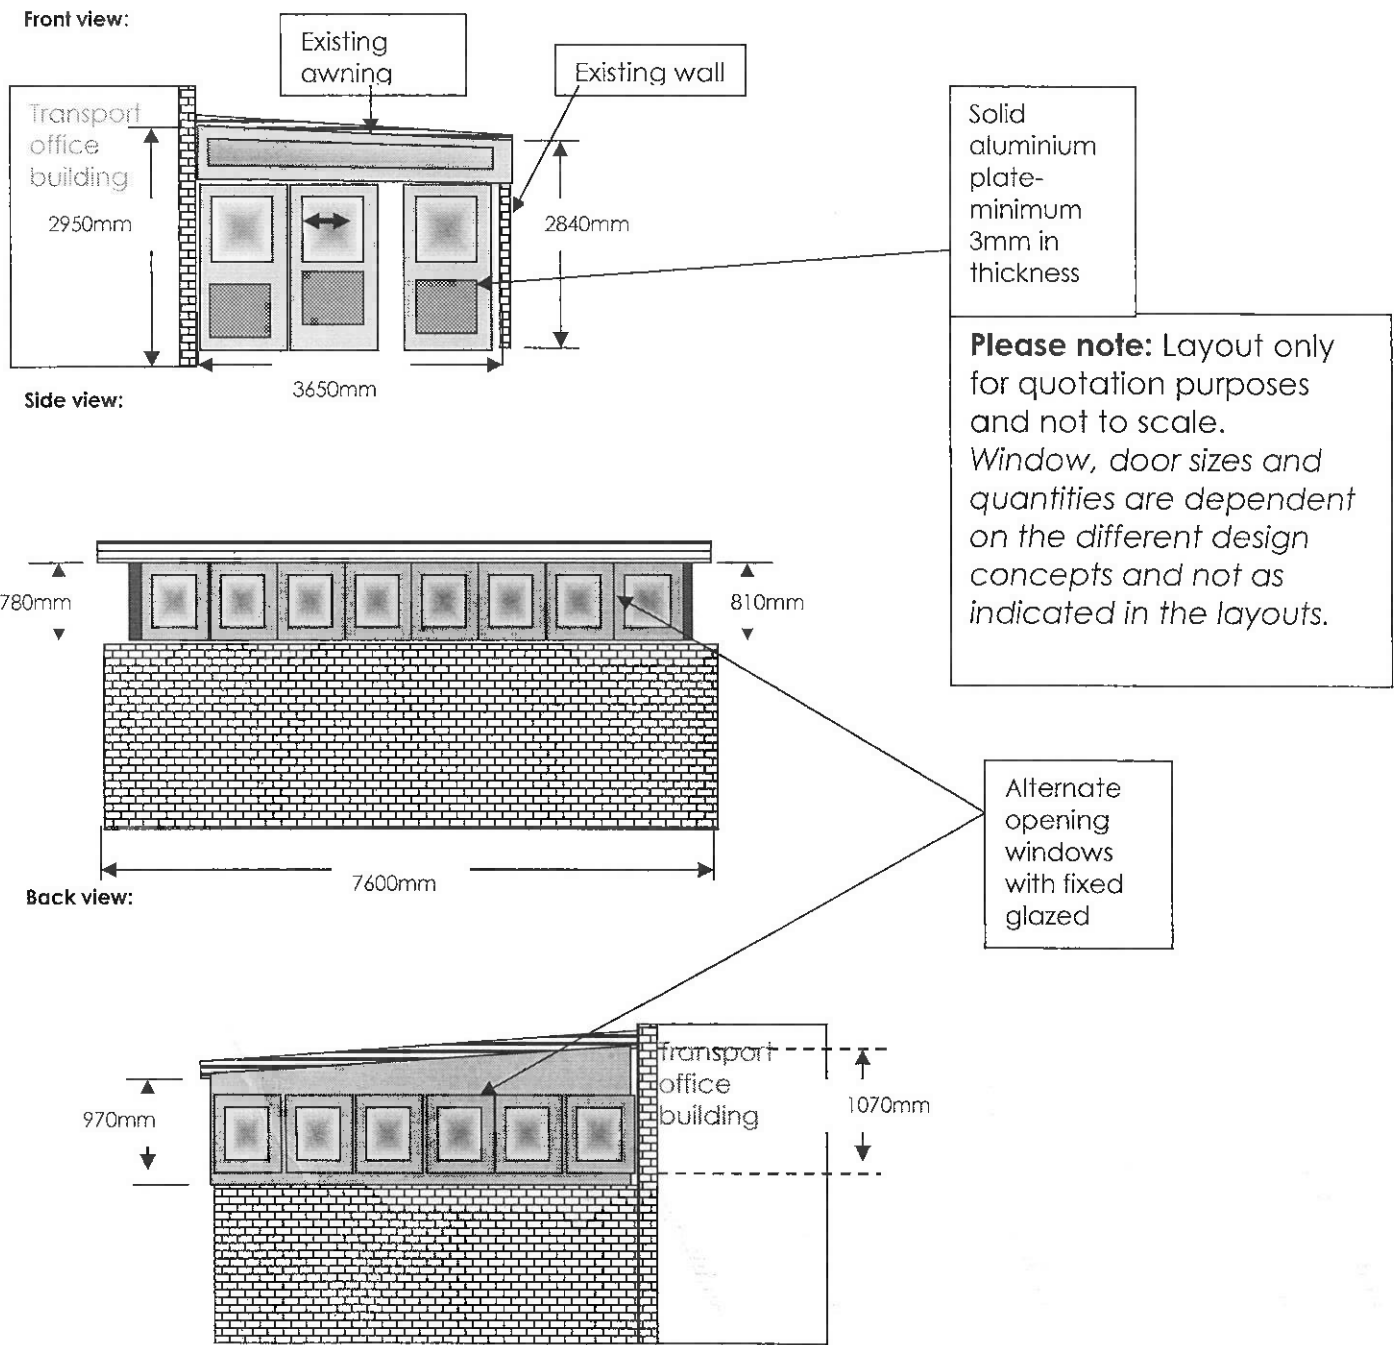 Front view:
Existing
awning
Existing wall
Transport
office
building
2950mm
2840mm
3650mm
Solid
aluminium
plate-
minimum
3mm in
thickness
Please note: Layout only
for quotation purposes
and not to scale.
Window, door sizes and
quantities are dependent
on the different design
concepts and not as
indicated in the layouts.
Side view:
780mm
810mm
7600mm
Alternate
opening
windows
with fixed
glazed
Back view:
Transport
office
building
970mm
1070mm